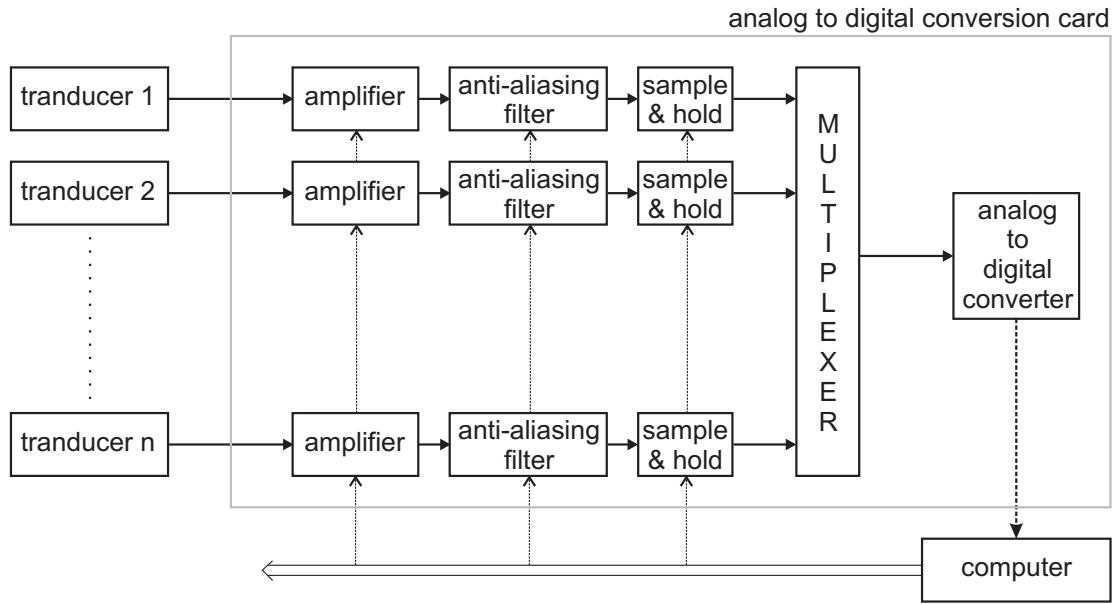 analog to digital conversion card
tranducer 1
amplifier
anti-aliasing
filter
sample
& hold
tranducer 2
amplifier
anti-aliasing
filter
sample
& hold
tranducer n
amplifier
anti-aliasing
filter
sample
& hold
M
U
L
T
I
P
L
E
X
E
R
analog
to
digital
converter
computer